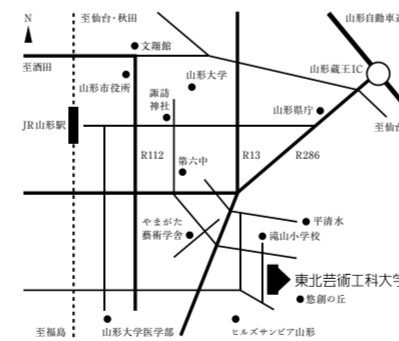 N
至仙台・秋田
山形自動車道
文翔館
至酒田
山形蔵王IC
山形市役所
山形大学
諏訪
神社
山形県庁
JR山形駅
至仙台
R112
R13
R286
第六中
やまがた
藝術学舎
平清水
滝山小学校
東北芸術工科大学
悠創の丘
至福島
山形大学医学部
ヒルズサンピア山形